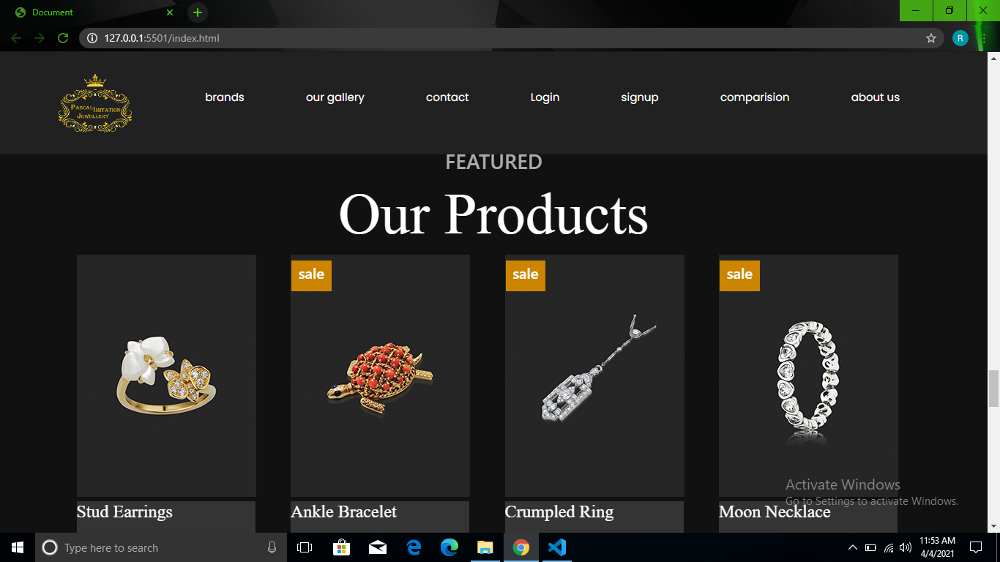 Document
127.0.0.1:5501/index.html
R
PASCAL IMITATION
JEWELLERY
brands
our gallery
contact
Login
signup
comparision
about us
FEATURED
Our Products
sale
sale
sale
Stud Earrings
Ankle Bracelet
Crumpled Ring
Moon Necklace
Activate Windows
Go to Settings to activate Windows.
Type here to search
11:53 AM
4/4/2021